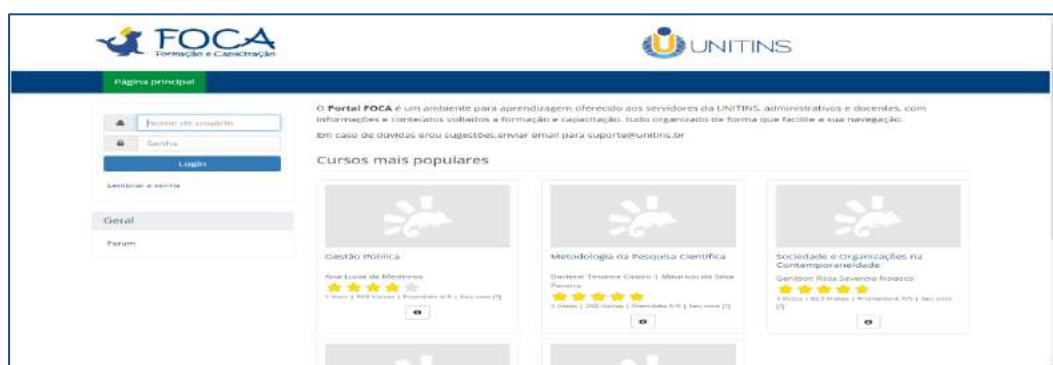 FOCA
Formação e Capacitação
UNITINS
Página principal
Nome de usuário
Senha
Login
Lembrar a senha
Geral
Forum
O Portal FOCA é um ambiente para aprendizagem oferecido aos servidores da UNITINS, administrativos e docentes, com
informações e conteúdos voltados a formação e capacitação, tudo organizado de forma que facilite a sua navegação.
Em caso de dúvidas e/ou sugestões,enviar email para suporte@unitins.br
Cursos mais populares
Gestão Pública
Ana Lucia de Medeiros
Metodologia da Pesquisa Científica
Darlene Teixeira Castro | Mauricio da Silva
Pereira
Sociedade e Organizações na
Contemporaneidade
Genilson Rosa Severino Nolasco